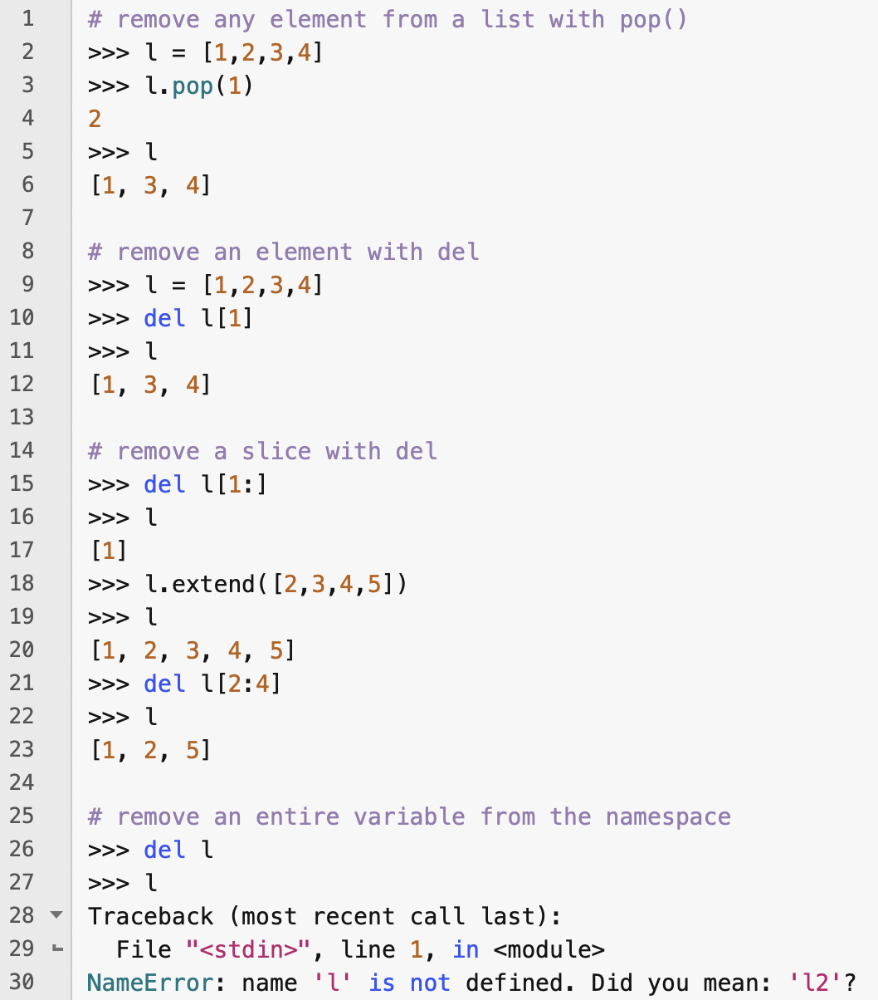 1 # remove any element from a list with pop()
2 >>> l = [1,2,3,4]
3 >>> l.pop(1)
4 2
5 >>> l
6 [1, 3, 4]
7
8 # remove an element with del
9 >>> l = [1,2,3,4]
10 >>> del l[1]
11 >>> l
12 [1, 3, 4]
13
14 # remove a slice with del
15 >>> del l[1:]
16 >>> l
17 [1]
18 >>> l.extend([2,3,4,5])
19 >>> l
20 [1, 2, 3, 4, 5]
21 >>> del l[2:4]
22 >>> l
23 [1, 2, 5]
24
25 # remove an entire variable from the namespace
26 >>> del l
27 >>> l
28 Traceback (most recent call last):
29   File "<stdin>", line 1, in <module>
30 NameError: name 'l' is not defined. Did you mean: 'l2'?